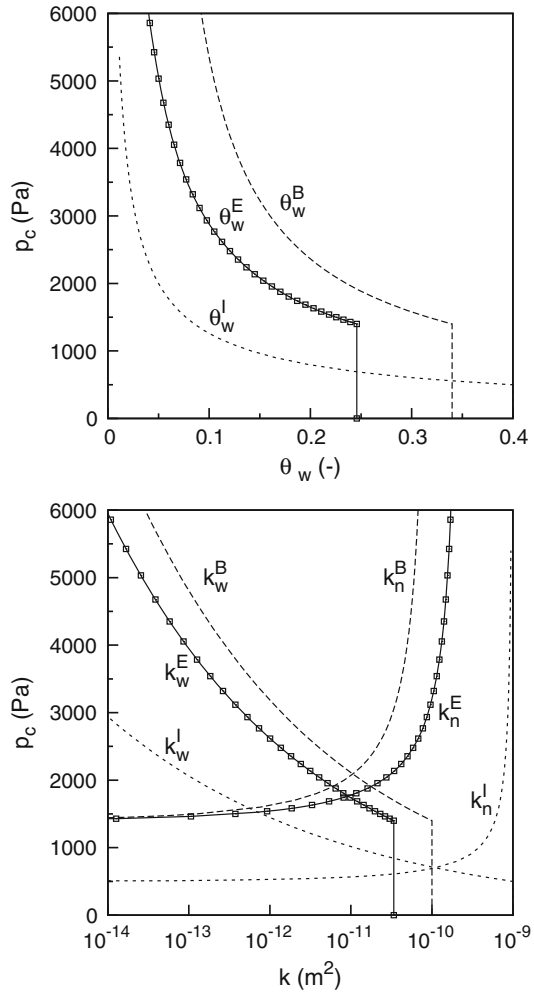 6000
5000
4000
3000
2000
1000
0
p_c (Pa)
θ_w^E
θ_w^B
θ_w^I
0 0.1 0.2 0.3 0.4
θ_w (-)
6000
5000
4000
3000
2000
1000
0
p_c (Pa)
k_w^B
k_n^B
k_w^E
k_n^E
k_w^I
k_n^I
10^-14 10^-13 10^-12 10^-11 10^-10 10^-9
k (m^2)